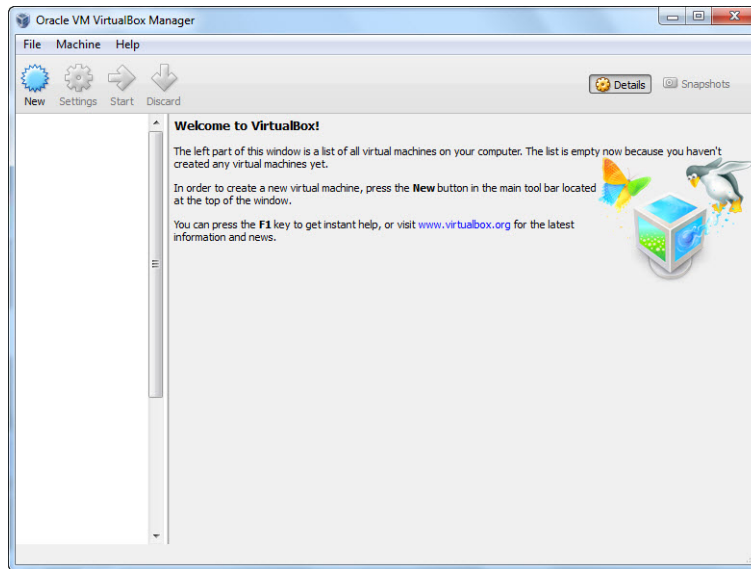 Oracle VM VirtualBox Manager
File Machine Help
New Settings Start Discard Details Snapshots
Welcome to VirtualBox!
The left part of this window is a list of all virtual machines on your computer. The list is empty now because you haven't
created any virtual machines yet.
In order to create a new virtual machine, press the New button in the main tool bar located
at the top of the window.
You can press the F1 key to get instant help, or visit www.virtualbox.org for the latest
information and news.